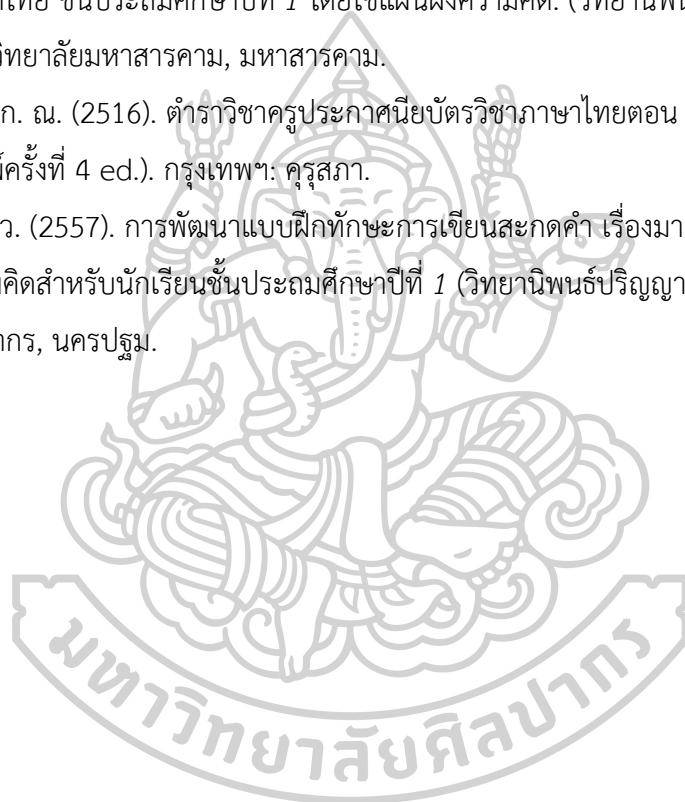 ไทย ชั้นประถมศึกษาปีที่ 1 โดยใช้แผนผังความคิด. (วิทยานิพน
วิทยาลัยมหาสารคาม, มหาสารคาม.
ก. ณ. (2516). ตำราวิชาครูประกาศนียบัตรวิชาภาษาไทยตอน
ครั้งที่ 4 ed.). กรุงเทพฯ: คุรุสภา.
ว. (2557). การพัฒนาแบบฝึกทักษะการเขียนสะกดคำ เรื่องมา
คิดสำหรับนักเรียนชั้นประถมศึกษาปีที่ 1 (วิทยานิพนธ์ปริญญา
ากร, นครปฐม.
มหาวิทยาลัยศิลปากร